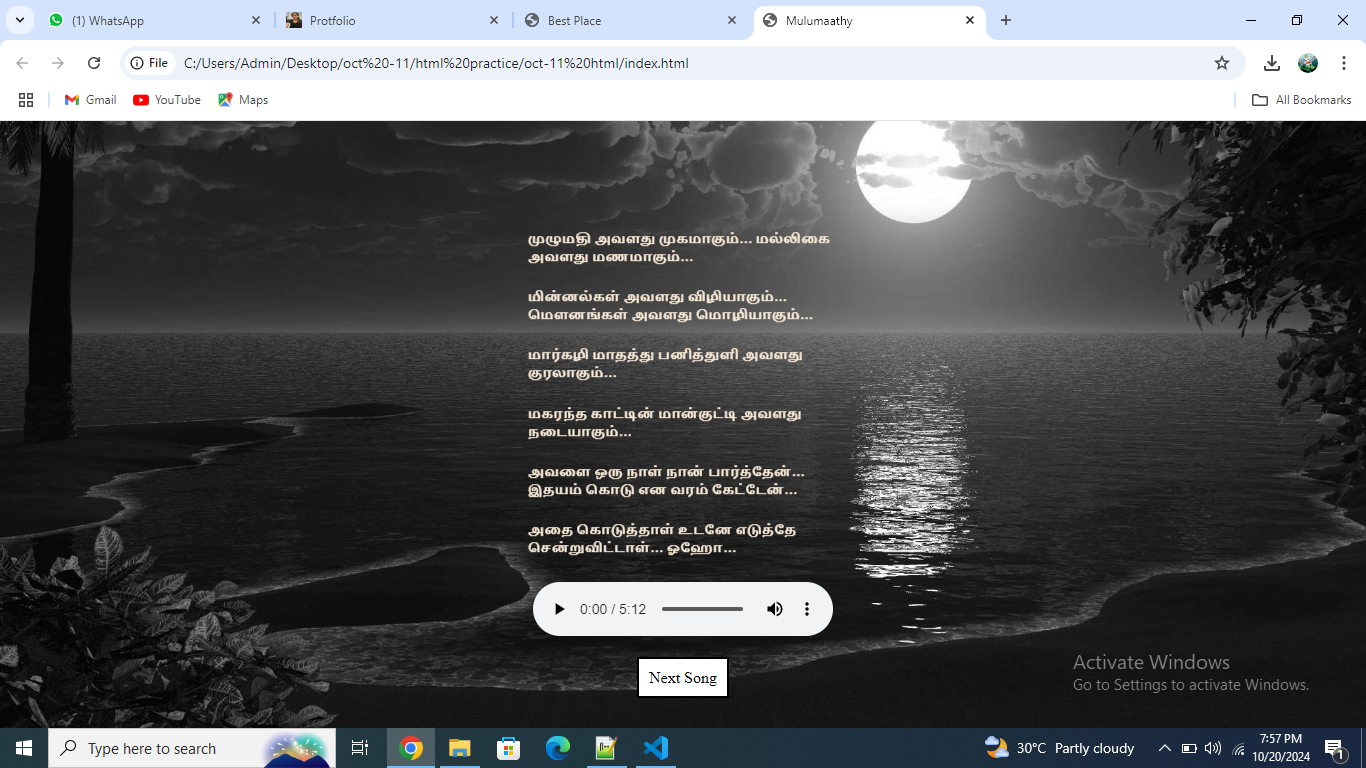 (1) WhatsApp
Protfolio
Best Place
Mulumaathy
File
C:/Users/Admin/Desktop/oct%20-11/html%20practice/oct-11%20html/index.html
Gmail
YouTube
Maps
All Bookmarks
முழுமதி அவளது முகமாகும்... மல்லிகை
அவளது மணமாகும்...
மின்னல்கள் அவளது விழியாகும்...
மௌனங்கள் அவளது மொழியாகும்...
மார்கழி மாதத்து பனித்துளி அவளது
குரலாகும்...
மகரந்த காட்டின் மான்குட்டி அவளது
நடையாகும்...
அவளை ஒரு நாள் நான் பார்த்தேன்...
இதயம் கொடு என வரம் கேட்டேன்...
அதை கொடுத்தாள் உடனே எடுத்தே
சென்றுவிட்டாள்... ஓஹோ...
0:00 / 5:12
Next Song
Activate Windows
Go to Settings to activate Windows.
Type here to search
30°C Partly cloudy
7:57 PM
10/20/2024
1